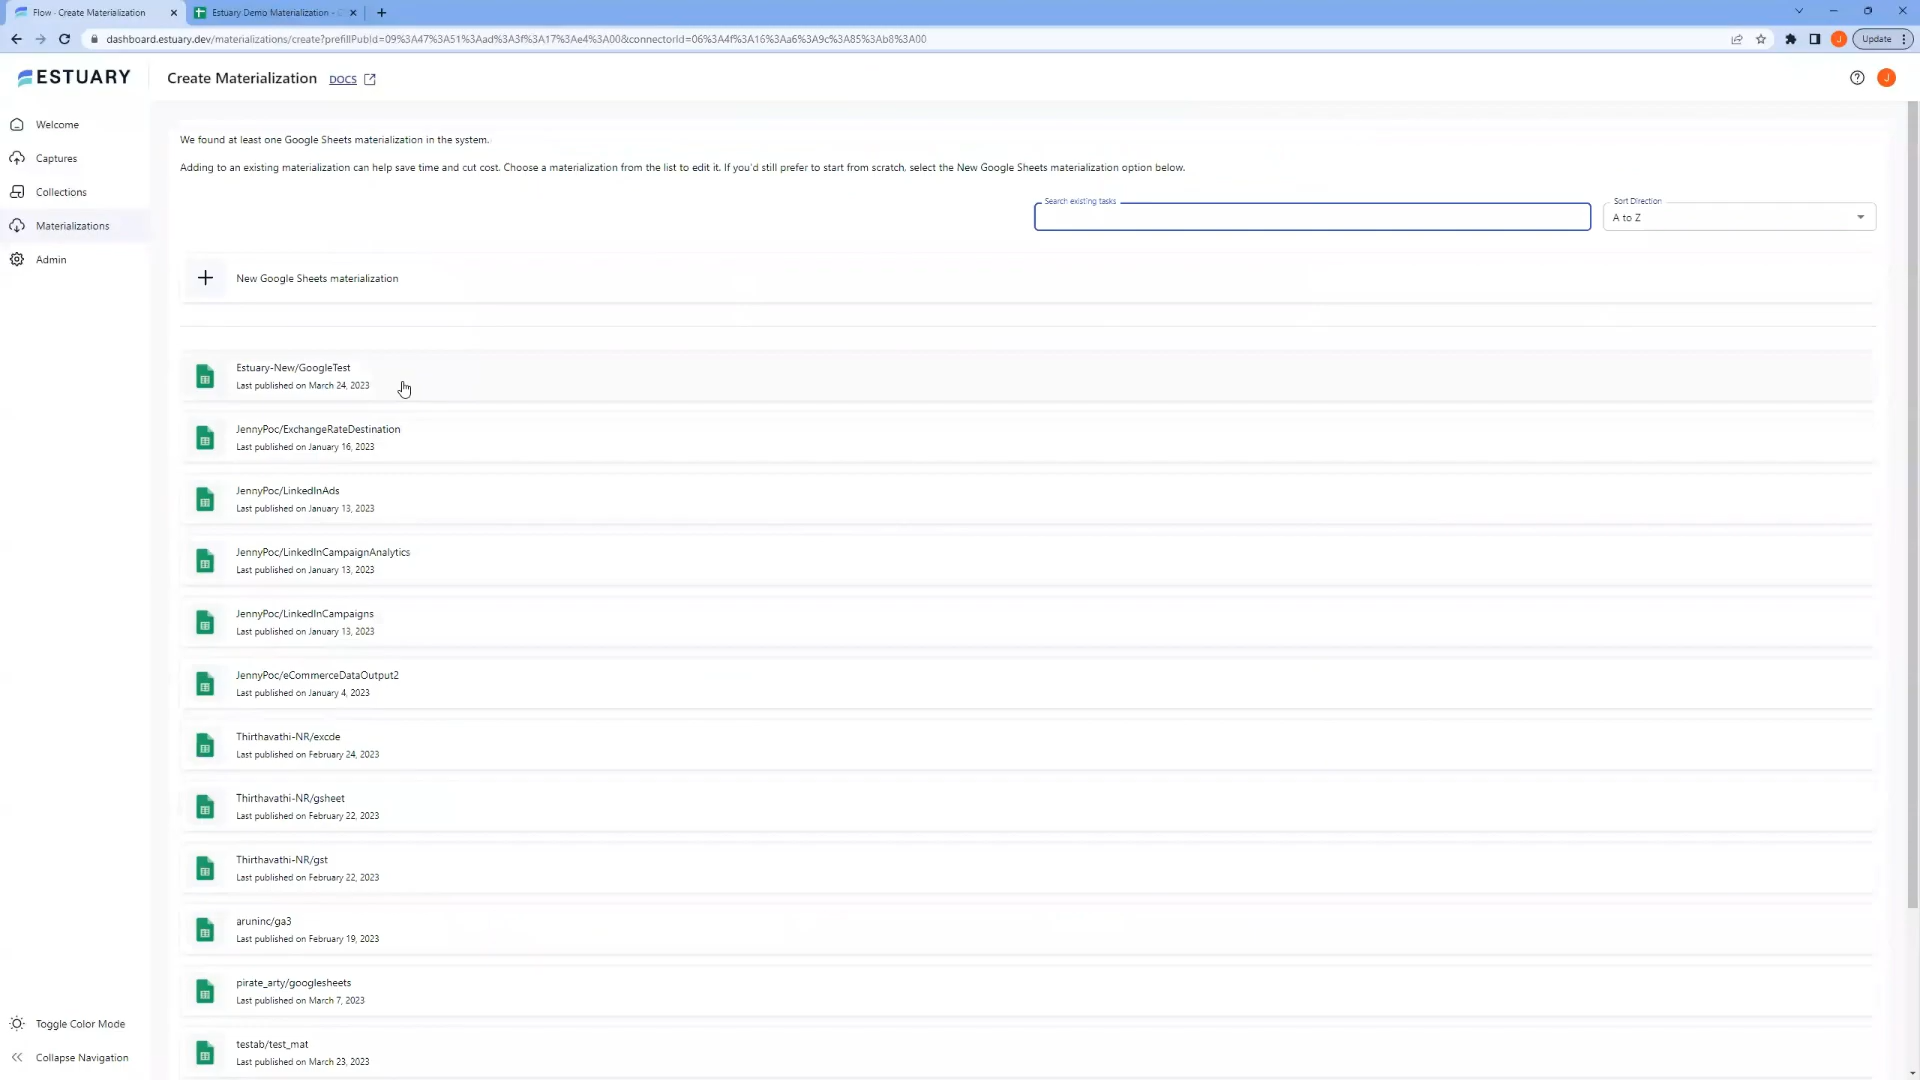 Flow - Create Materialization
Estuary Demo Materialization -
dashboard.estuary.dev/materializations/create?prefillPubId=09%3A47%3A51%3Aad%3A3f%3A17%3Ae4%3A00&connectorId=06%3A4f%3A16%3Aa6%3A9c%3A85%3Ab8%3A00
J
Update
ESTUARY
Create Materialization
DOCS
J
Welcome
Captures
Collections
Materializations
Admin
Toggle Color Mode
Collapse Navigation
We found at least one Google Sheets materialization in the system.
Adding to an existing materialization can help save time and cut cost. Choose a materialization from the list to edit it. If you'd still prefer to start from scratch, select the New Google Sheets materialization option below.
Search existing tasks
Sort Direction
A to Z
New Google Sheets materialization
Estuary-New/GoogleTest
Last published on March 24, 2023
JennyPoc/ExchangeRateDestination
Last published on January 16, 2023
JennyPoc/LinkedInAds
Last published on January 13, 2023
JennyPoc/LinkedInCampaignAnalytics
Last published on January 13, 2023
JennyPoc/LinkedInCampaigns
Last published on January 13, 2023
JennyPoc/eCommerceDataOutput2
Last published on January 4, 2023
Thirthavathi-NR/excde
Last published on February 24, 2023
Thirthavathi-NR/gsheet
Last published on February 22, 2023
Thirthavathi-NR/gst
Last published on February 22, 2023
aruninc/ga3
Last published on February 19, 2023
pirate_arty/googlesheets
Last published on March 7, 2023
testab/test_mat
Last published on March 23, 2023